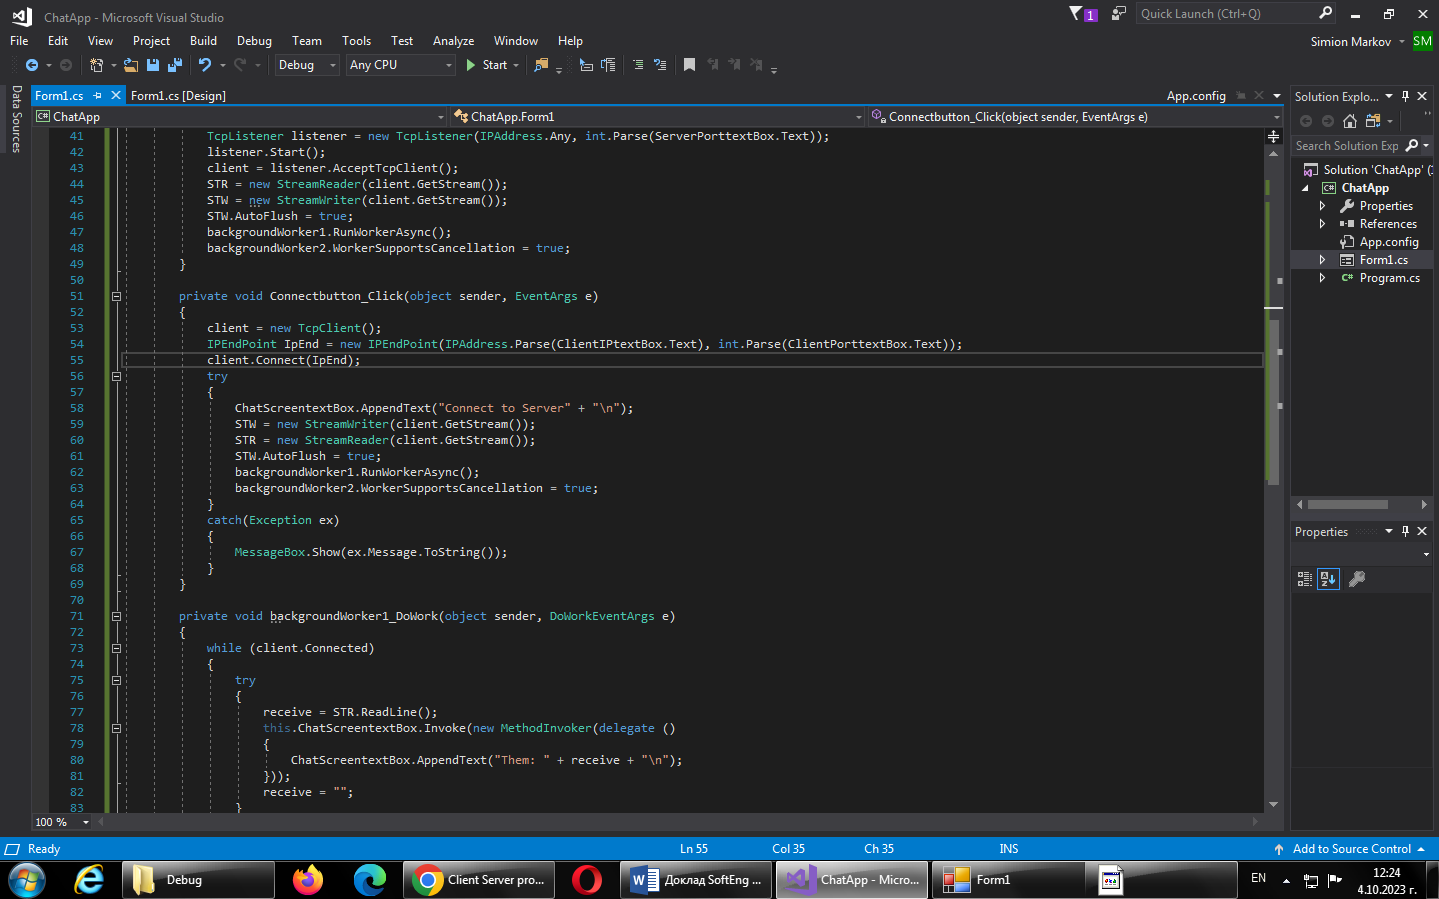 ChatApp - Microsoft Visual Studio
1
Quick Launch (Ctrl+Q)
File Edit View Project Build Debug Team Tools Test Analyze Window Help
Simion Markov SM
Debug Any CPU Start
Data Sources
Form1.cs Form1.cs [Design] App.config
C# ChatApp ChatApp.Form1 Connectbutton_Click(object sender, EventArgs e)
41 TcpListener listener = new TcpListener(IPAddress.Any, int.Parse(ServerPorttextBox.Text));
42 listener.Start();
43 client = listener.AcceptTcpClient();
44 STR = new StreamReader(client.GetStream());
45 STW = new StreamWriter(client.GetStream());
46 STW.AutoFlush = true;
47 backgroundWorker1.RunWorkerAsync();
48 backgroundWorker2.WorkerSupportsCancellation = true;
49 }
50
51 private void Connectbutton_Click(object sender, EventArgs e)
52 {
53 client = new TcpClient();
54 IPEndPoint IpEnd = new IPEndPoint(IPAddress.Parse(ClientIPtextBox.Text), int.Parse(ClientPorttextBox.Text));
55 client.Connect(IpEnd);
56 try
57 {
58 ChatScreentextBox.AppendText("Connect to Server" + "\n");
59 STW = new StreamWriter(client.GetStream());
60 STR = new StreamReader(client.GetStream());
61 STW.AutoFlush = true;
62 backgroundWorker1.RunWorkerAsync();
63 backgroundWorker2.WorkerSupportsCancellation = true;
64 }
65 catch(Exception ex)
66 {
67 MessageBox.Show(ex.Message.ToString());
68 }
69 }
70
71 private void backgroundWorker1_DoWork(object sender, DoWorkEventArgs e)
72 {
73 while (client.Connected)
74 {
75 try
76 {
77 receive = STR.ReadLine();
78 this.ChatScreentextBox.Invoke(new MethodInvoker(delegate ()
79 {
80 ChatScreentextBox.AppendText("Them: " + receive + "\n");
81 }));
82 receive = "";
83 }
100 %
Solution Explo...
Search Solution Exp
Solution 'ChatApp' (
C# ChatApp
Properties
References
App.config
Form1.cs
C# Program.cs
Properties
Ready Ln 55 Col 35 Ch 35 INS Add to Source Control
Debug
Client Server pro...
Доклад SoftEng ...
ChatApp - Micro...
Form1
EN
12:24
4.10.2023 г.